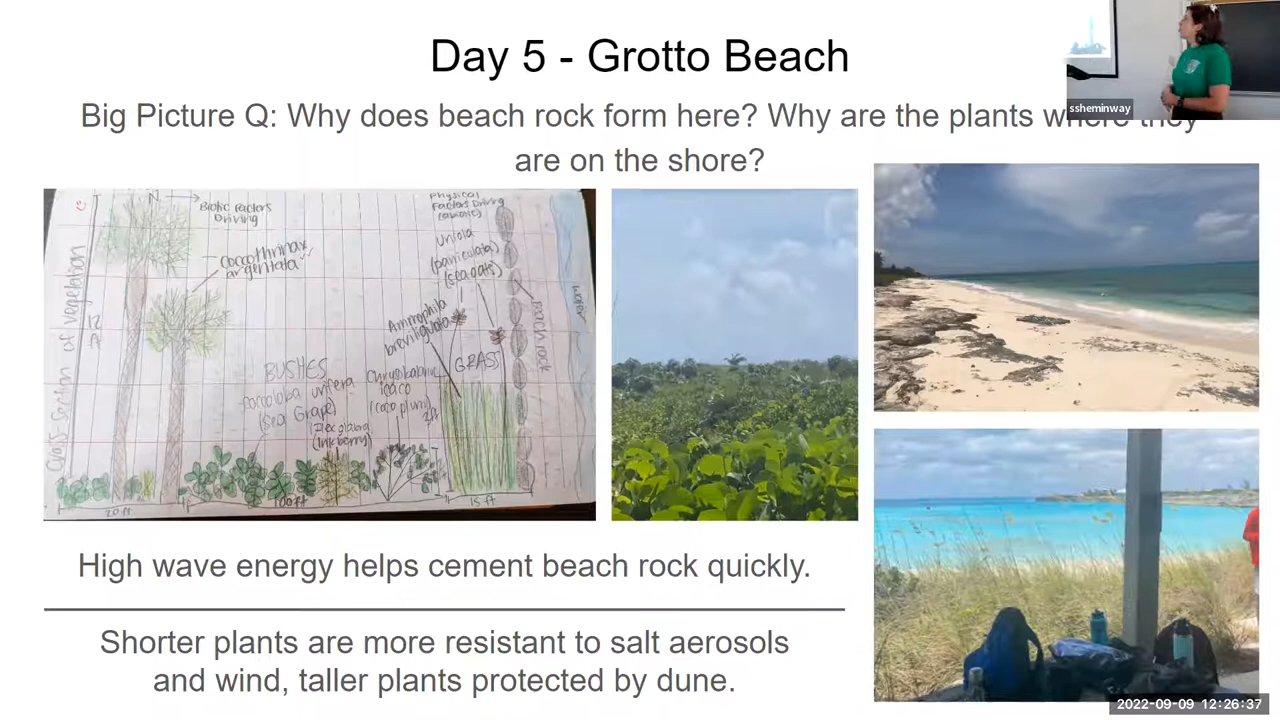 Day 5 - Grotto Beach
ssheminway
Big Picture Q: Why does beach rock form here? Why are the plants where they
are on the shore?
N
Biotic Factors
Driving
Physical
Factors Driving
Coccothrinax
argentata
Uniola
(paniculata)
(sea oats)
Cross-section of vegetation
Ammophila
breviligulata
beach rock
water
GRASS
BUSHES
Coccoloba uvifera
(Sea Grape)
Chrysobalanus
icaco
(coco plum)
(Inkberry)
2ft
20 ft
100 ft
15 ft
High wave energy helps cement beach rock quickly.
Shorter plants are more resistant to salt aerosols
and wind, taller plants protected by dune.
2022-09-09 12:26:37